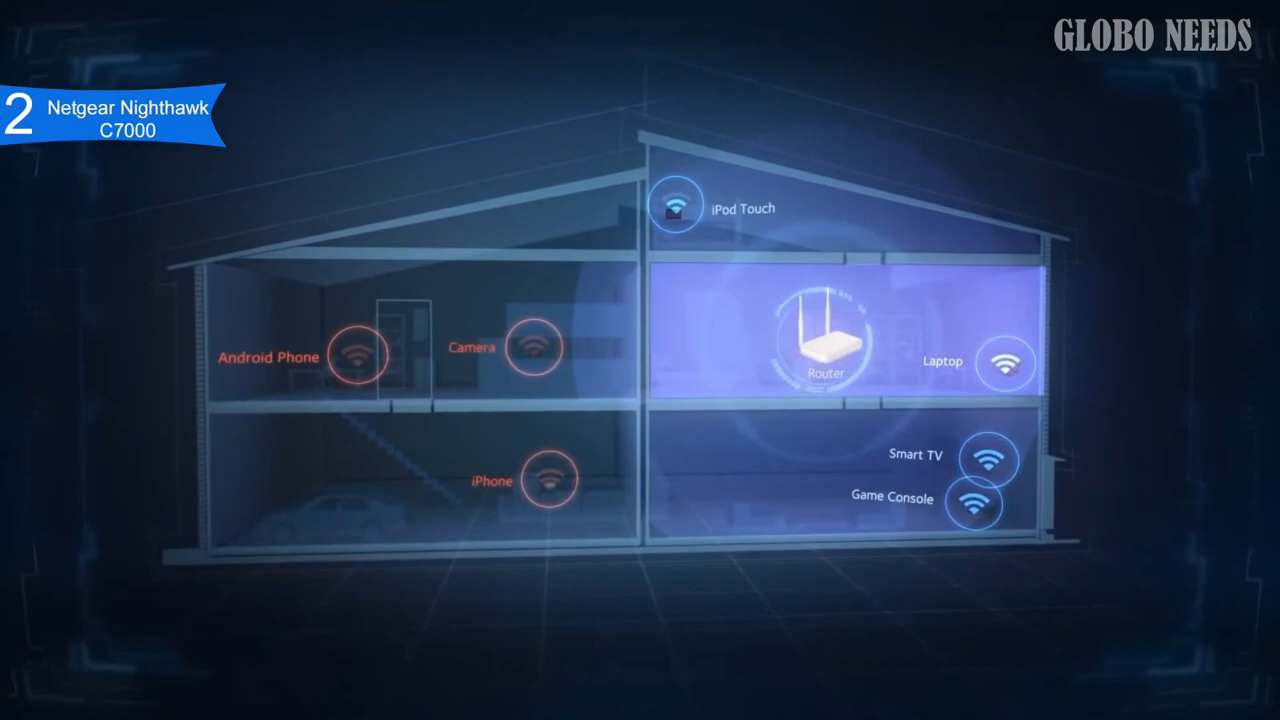 GLOBO NEEDS
2
Netgear Nighthawk
C7000
iPod Touch
Android Phone
Camera
Router
Laptop
iPhone
Smart TV
Game Console